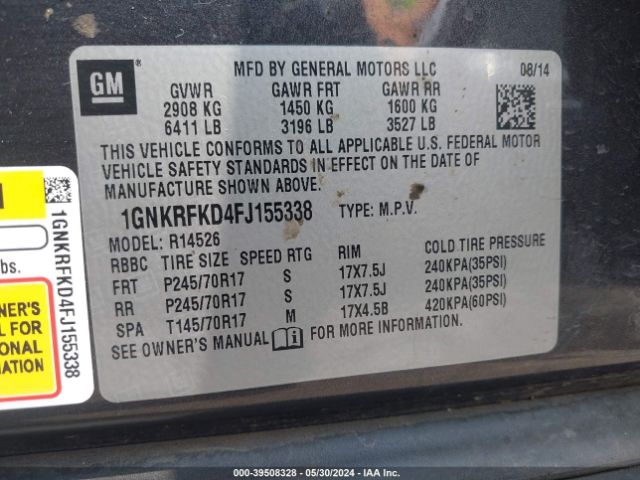 GM ®
MFD BY GENERAL MOTORS LLC
08/14
GVWR GAWR FRT GAWR RR
2908 KG 1450 KG 1600 KG
6411 LB 3196 LB 3527 LB
THIS VEHICLE CONFORMS TO ALL APPLICABLE U.S. FEDERAL MOTOR
VEHICLE SAFETY STANDARDS IN EFFECT ON THE DATE OF
MANUFACTURE SHOWN ABOVE.
1GNKRFKD4FJ155338 TYPE: M.P.V.
MODEL: R14526
RBBC TIRE SIZE SPEED RTG RIM COLD TIRE PRESSURE
FRT P245/70R17 S 17X7.5J 240KPA(35PSI)
RR P245/70R17 S 17X7.5J 240KPA(35PSI)
SPA T145/70R17 M 17X4.5B 420KPA(60PSI)
SEE OWNER'S MANUAL i FOR MORE INFORMATION.
bs.
WNER'S
L FOR
ONAL
MATION
1GNKRFKD4FJ155338
000-39508328 - 05/30/2024 - IAA Inc.